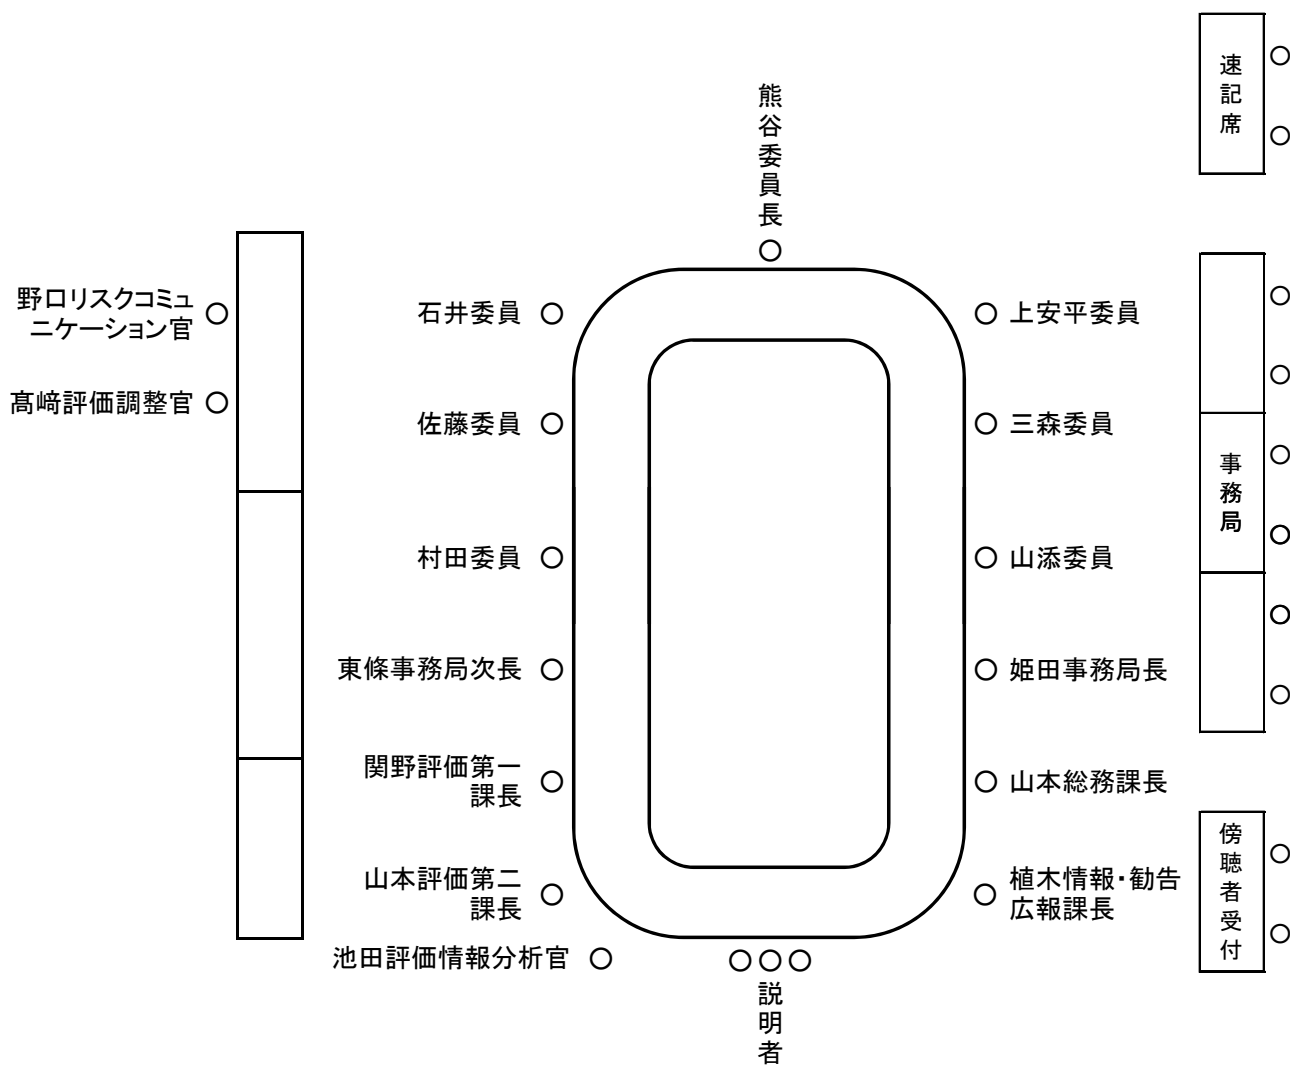 速記席
熊谷委員長
野口リスクコミュ
ニケーション官
石井委員
上安平委員
髙﨑評価調整官
佐藤委員
三森委員
事務局
村田委員
山添委員
東條事務局次長
姫田事務局長
関野評価第一
課長
山本総務課長
山本評価第二
課長
植木情報・勧告
広報課長
傍聴者受付
池田評価情報分析官
説明者